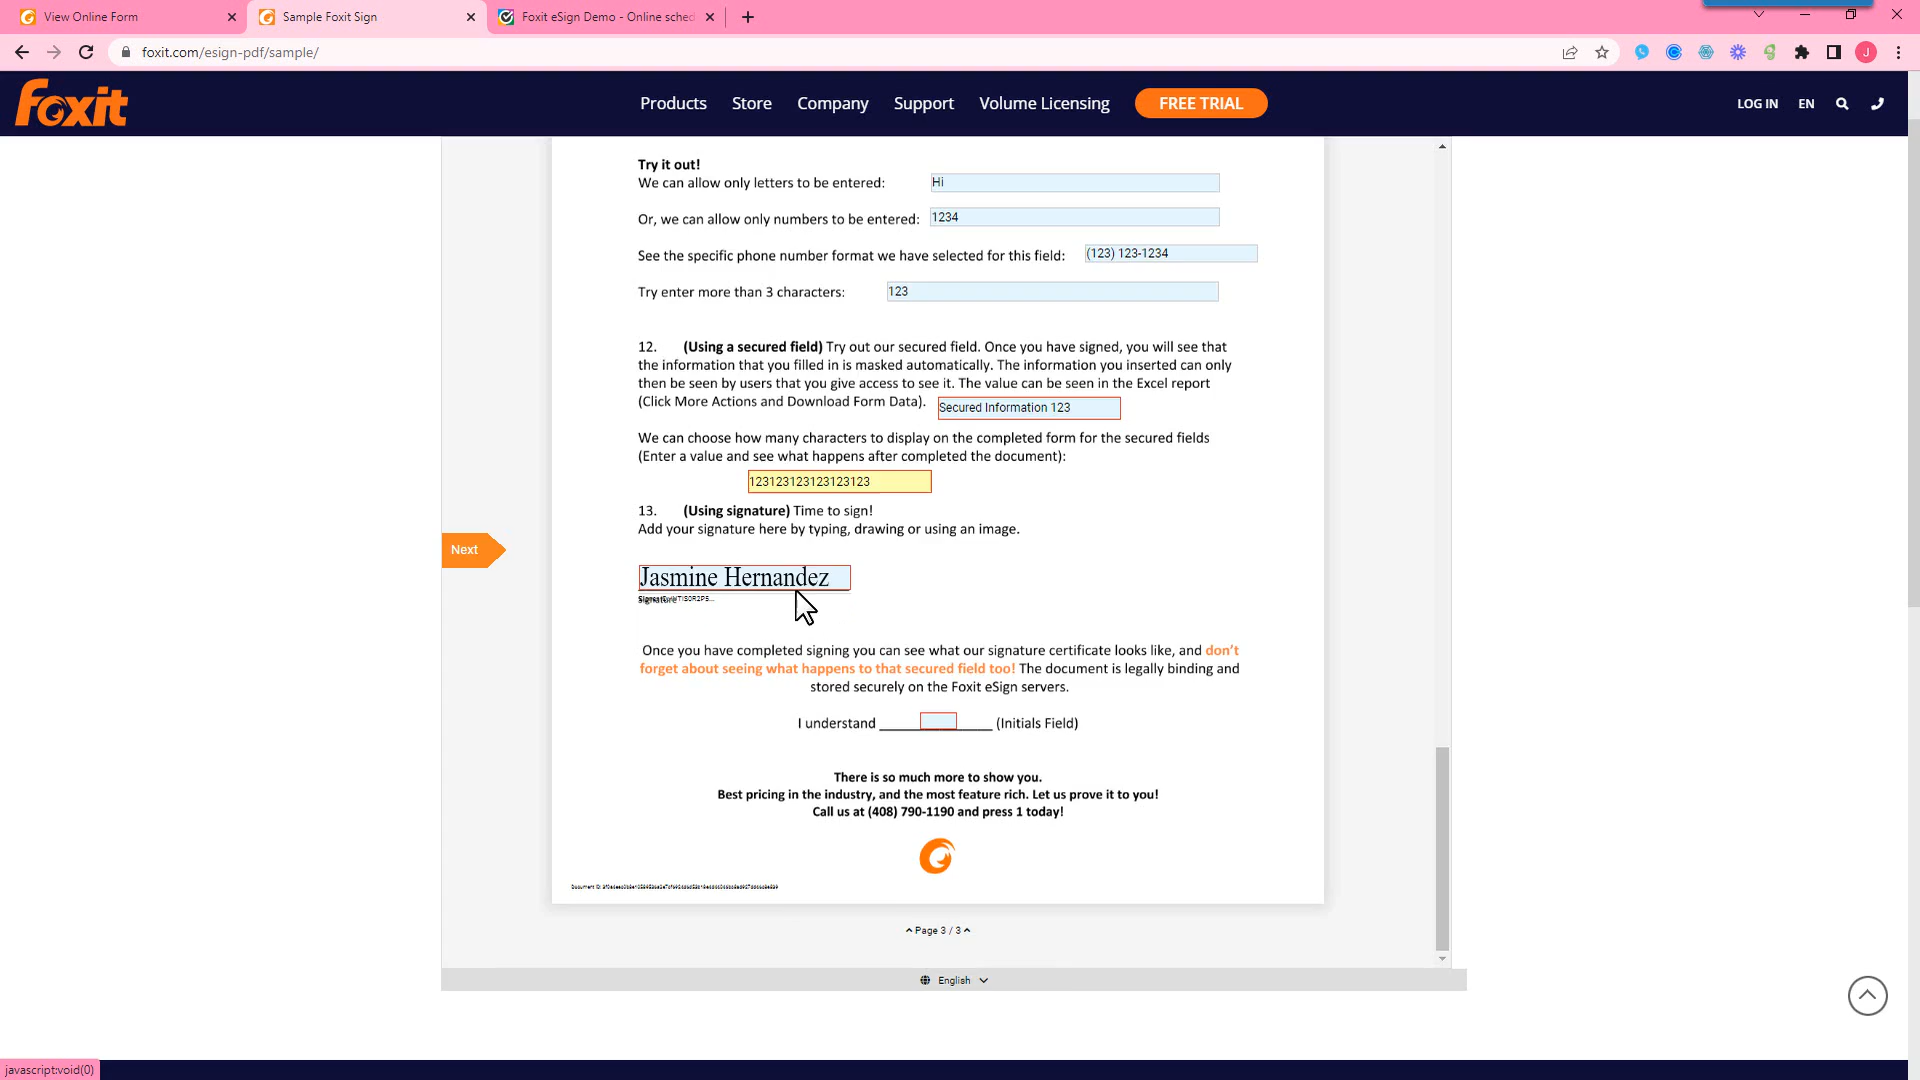 View Online Form
Sample Foxit Sign
Foxit eSign Demo - Online sched
foxit.com/esign-pdf/sample/
J
Foxit
Products
Store
Company
Support
Volume Licensing
FREE TRIAL
LOG IN
EN
Try it out!
We can allow only letters to be entered: Hi
Or, we can allow only numbers to be entered: 1234
See the specific phone number format we have selected for this field: (123) 123-1234
Try enter more than 3 characters: 123
12. (Using a secured field) Try out our secured field. Once you have signed, you will see that
the information that you filled in is masked automatically. The information you inserted can only
then be seen by users that you give access to see it. The value can be seen in the Excel report
(Click More Actions and Download Form Data). Secured Information 123
We can choose how many characters to display on the completed form for the secured fields
(Enter a value and see what happens after completed the document):
123123123123123123
13. (Using signature) Time to sign!
Add your signature here by typing, drawing or using an image.
Next
Jasmine Hernandez
Signature
Once you have completed signing you can see what our signature certificate looks like, and don't
forget about seeing what happens to that secured field too! The document is legally binding and
stored securely on the Foxit eSign servers.
I understand (Initials Field)
There is so much more to show you.
Best pricing in the industry, and the most feature rich. Let us prove it to you!
Call us at (408) 790-1190 and press 1 today!
Document ID:
Page 3 / 3
English
javascript:void(0)